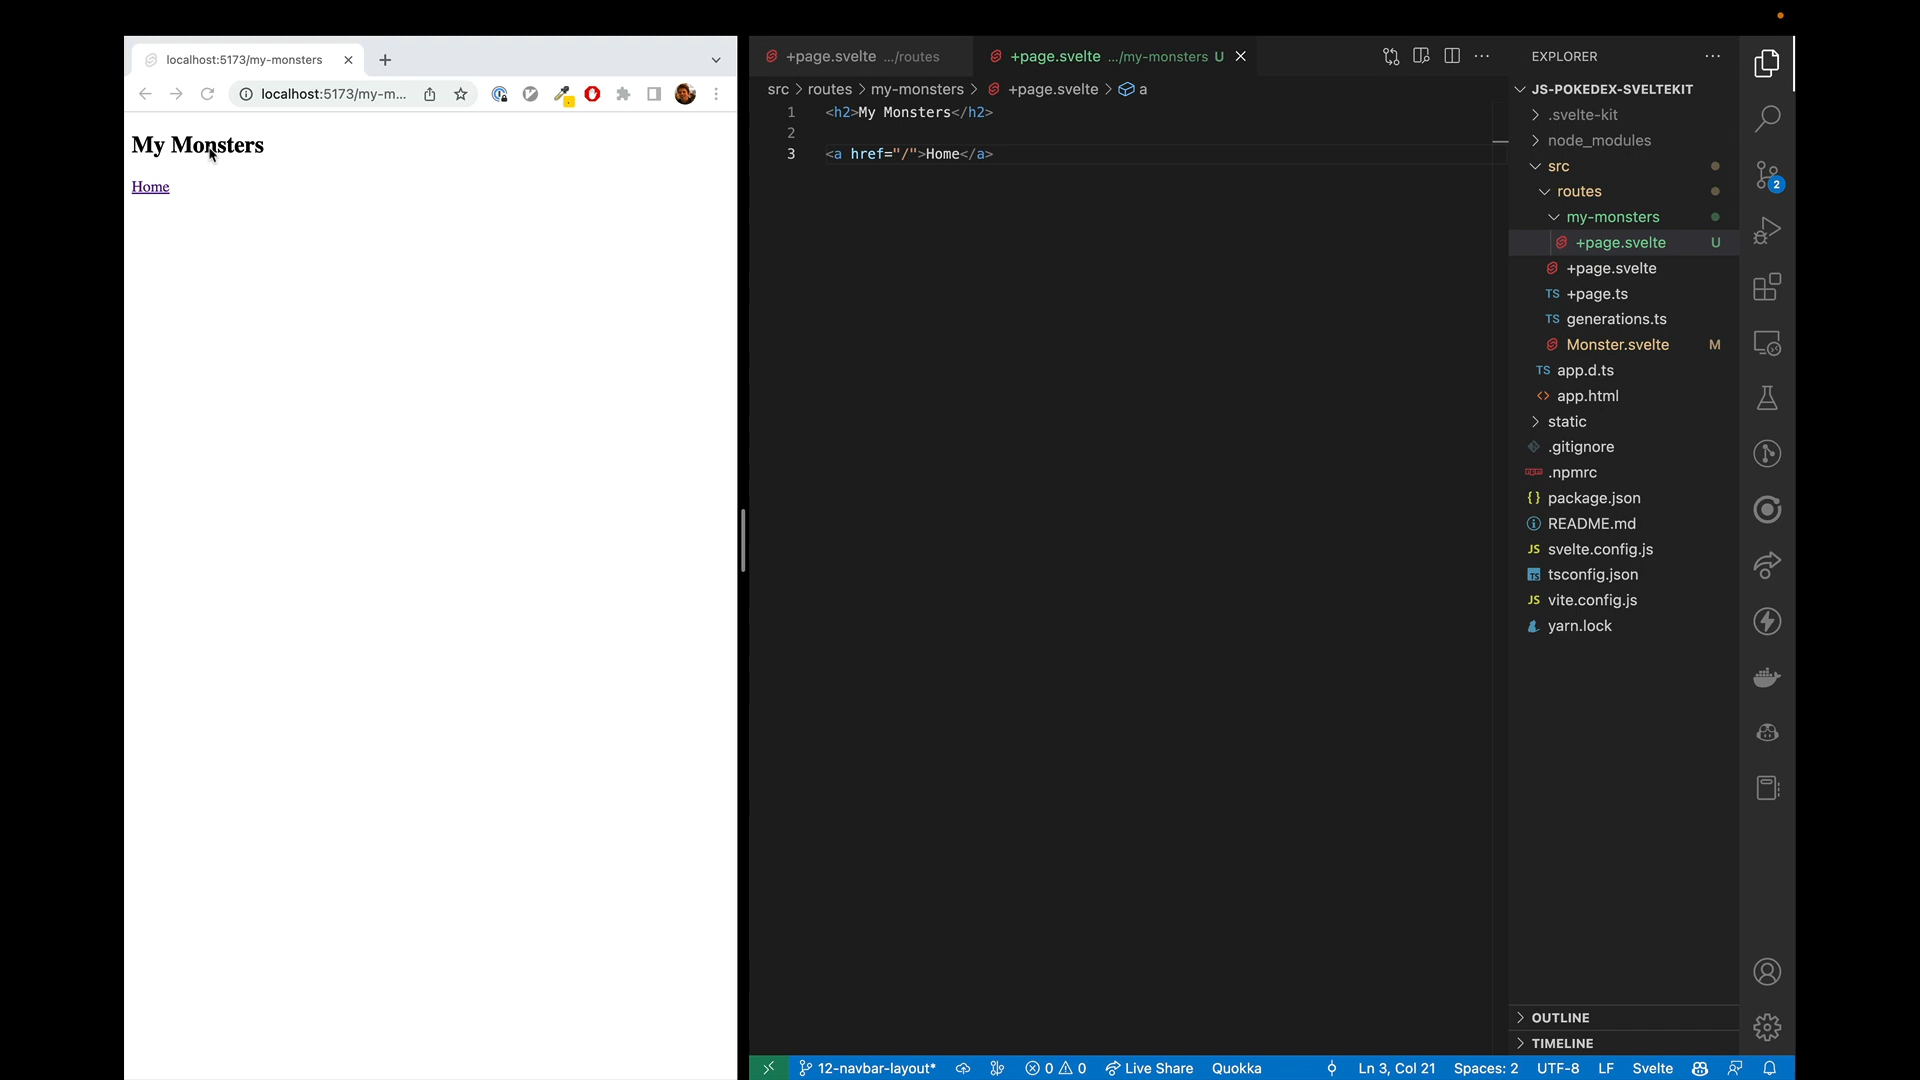 localhost:5173/my-monsters
localhost:5173/my-m...
My Monsters
Home
+page.svelte .../routes
+page.svelte .../my-monsters U
src > routes > my-monsters > +page.svelte > a
1 <h2>My Monsters</h2>
2
3 <a href="/">Home</a>
EXPLORER
JS-POKEDEX-SVELTEKIT
.svelte-kit
node_modules
src
routes
my-monsters
+page.svelte U
+page.svelte
TS +page.ts
TS generations.ts
Monster.svelte M
TS app.d.ts
<> app.html
static
.gitignore
npm .npmrc
{} package.json
README.md
JS svelte.config.js
TS tsconfig.json
JS vite.config.js
yarn.lock
OUTLINE
TIMELINE
2
12-navbar-layout* 0 0 Live Share Quokka Ln 3, Col 21 Spaces: 2 UTF-8 LF Svelte